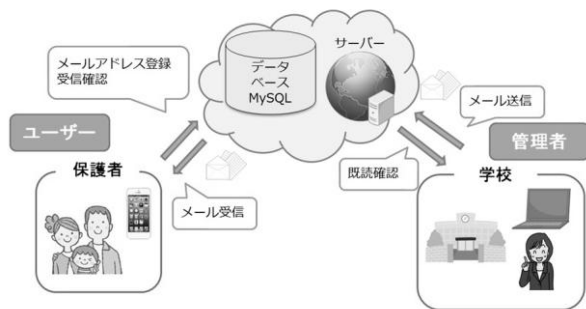 メールアドレス登録
受信確認
データ
ベース
MySQL
サーバー
メール送信
ユーザー
管理者
保護者
既読確認
学校
メール受信